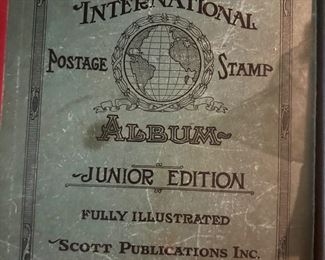 INTERNATIONAL
POSTAGE STAMP
ALBUM
JUNIOR EDITION
FULLY ILLUSTRATED
SCOTT PUBLICATIONS INC.